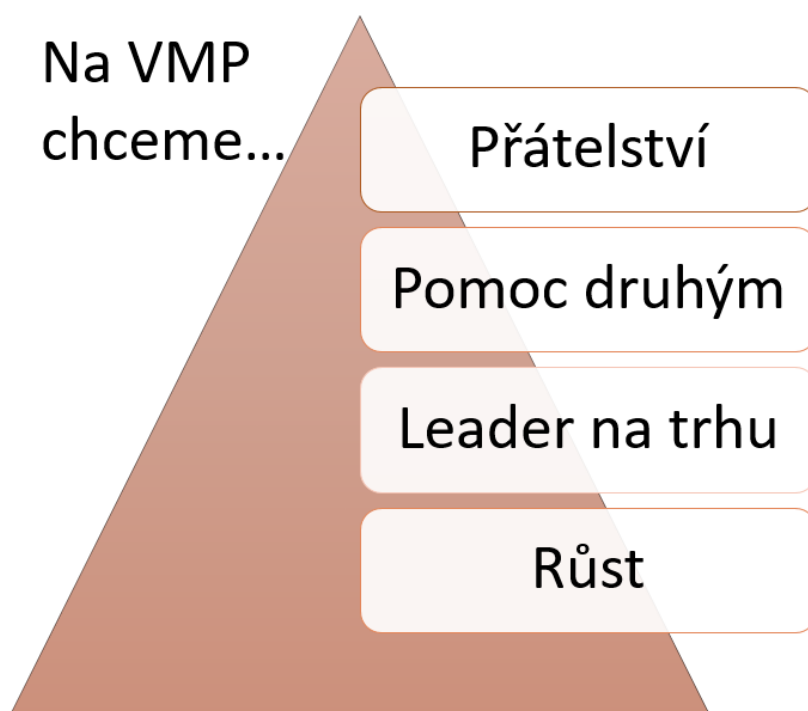 Na VMP
chceme...
Přátelství
Pomoc druhým
Leader na trhu
Růst